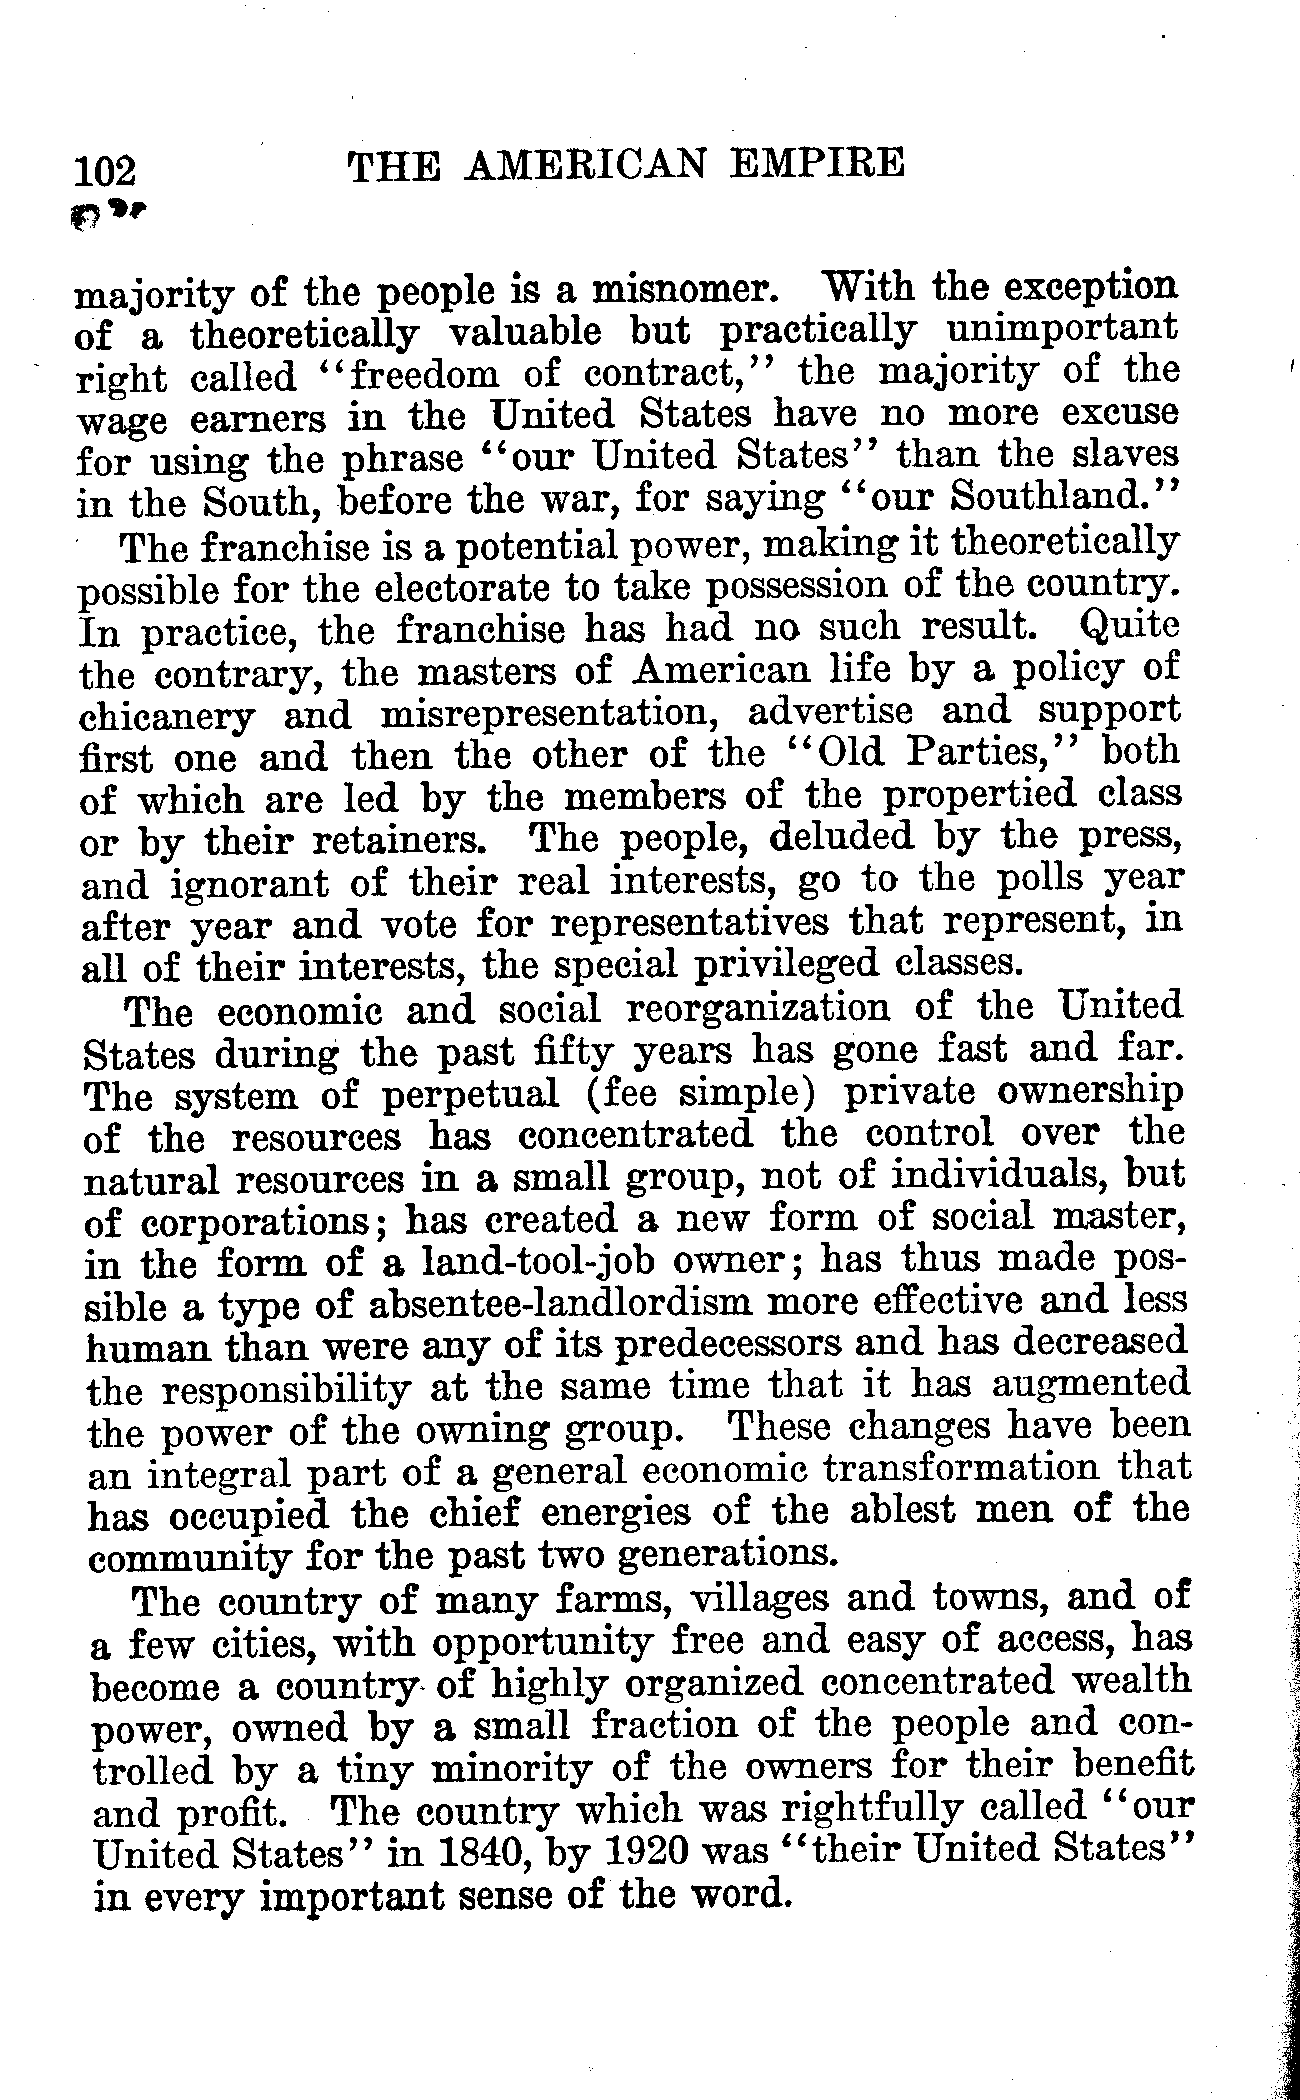 102 THE AMERICAN EMPIRE
majority of the people is a misnomer. With the exception
of a theoretically valuable but practically unimportant
right called "freedom of contract," the majority of the
wage earners in the United States have no more excuse
for using the phrase "our United States" than the slaves
in the South, before the war, for saying "our Southland."
The franchise is a potential power, making it theoretically
possible for the electorate to take possession of the country.
In practice, the franchise has had no such result. Quite
the contrary, the masters of American life by a policy of
chicanery and misrepresentation, advertise and support
first one and then the other of the "Old Parties," both
of which are led by the members of the propertied class
or by their retainers. The people, deluded by the press,
and ignorant of their real interests, go to the polls year
after year and vote for representatives that represent, in
all of their interests, the special privileged classes.
The economic and social reorganization of the United
States during the past fifty years has gone fast and far.
The system of perpetual (fee simple) private ownership
of the resources has concentrated the control over the
natural resources in a small group, not of individuals, but
of corporations; has created a new form of social master,
in the form of a land-tool-job owner; has thus made pos-
sible a type of absentee-landlordism more effective and less
human than were any of its predecessors and has decreased
the responsibility at the same time that it has augmented
the power of the owning group. These changes have been
an integral part of a general economic transformation that
has occupied the chief energies of the ablest men of the
community for the past two generations.
The country of many farms, villages and towns, and of
a few cities, with opportunity free and easy of access, has
become a country of highly organized concentrated wealth
power, owned by a small fraction of the people and con-
trolled by a tiny minority of the owners for their benefit
and profit. The country which was rightfully called "our
United States" in 1840, by 1920 was "their United States"
in every important sense of the word.